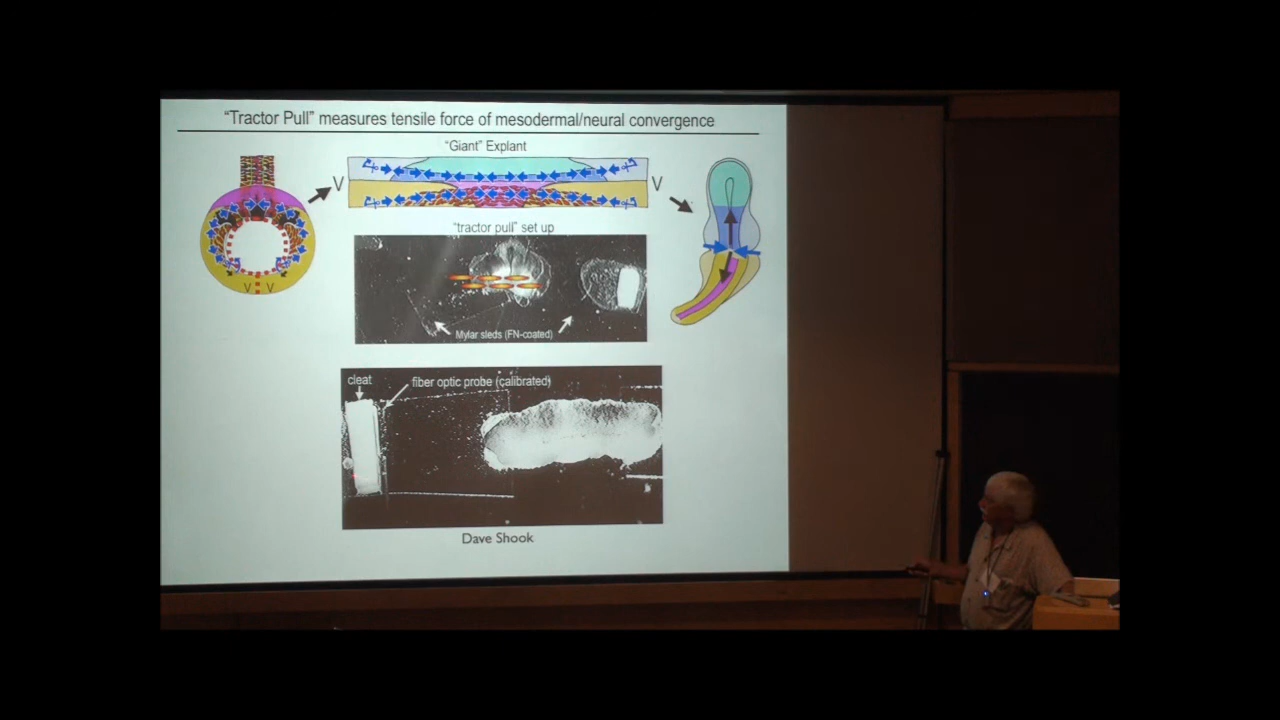 "Tractor Pull" measures tensile force of mesodermal/neural convergence
"Giant" Explant
V
V
V V
"tractor pull" set up
Mylar sleds (FN-coated)
cleat
fiber optic probe (calibrated)
Dave Shook